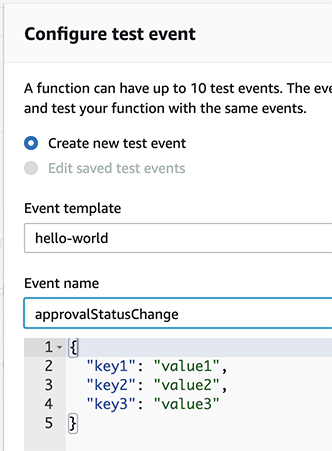 Configure test event
A function can have up to 10 test events. The eve
and test your function with the same events.
Create new test event
Edit saved test events
Event template
hello-world
Event name
approvalStatusChange
1 {
2 "key1": "value1",
3 "key2": "value2",
4 "key3": "value3"
5 }